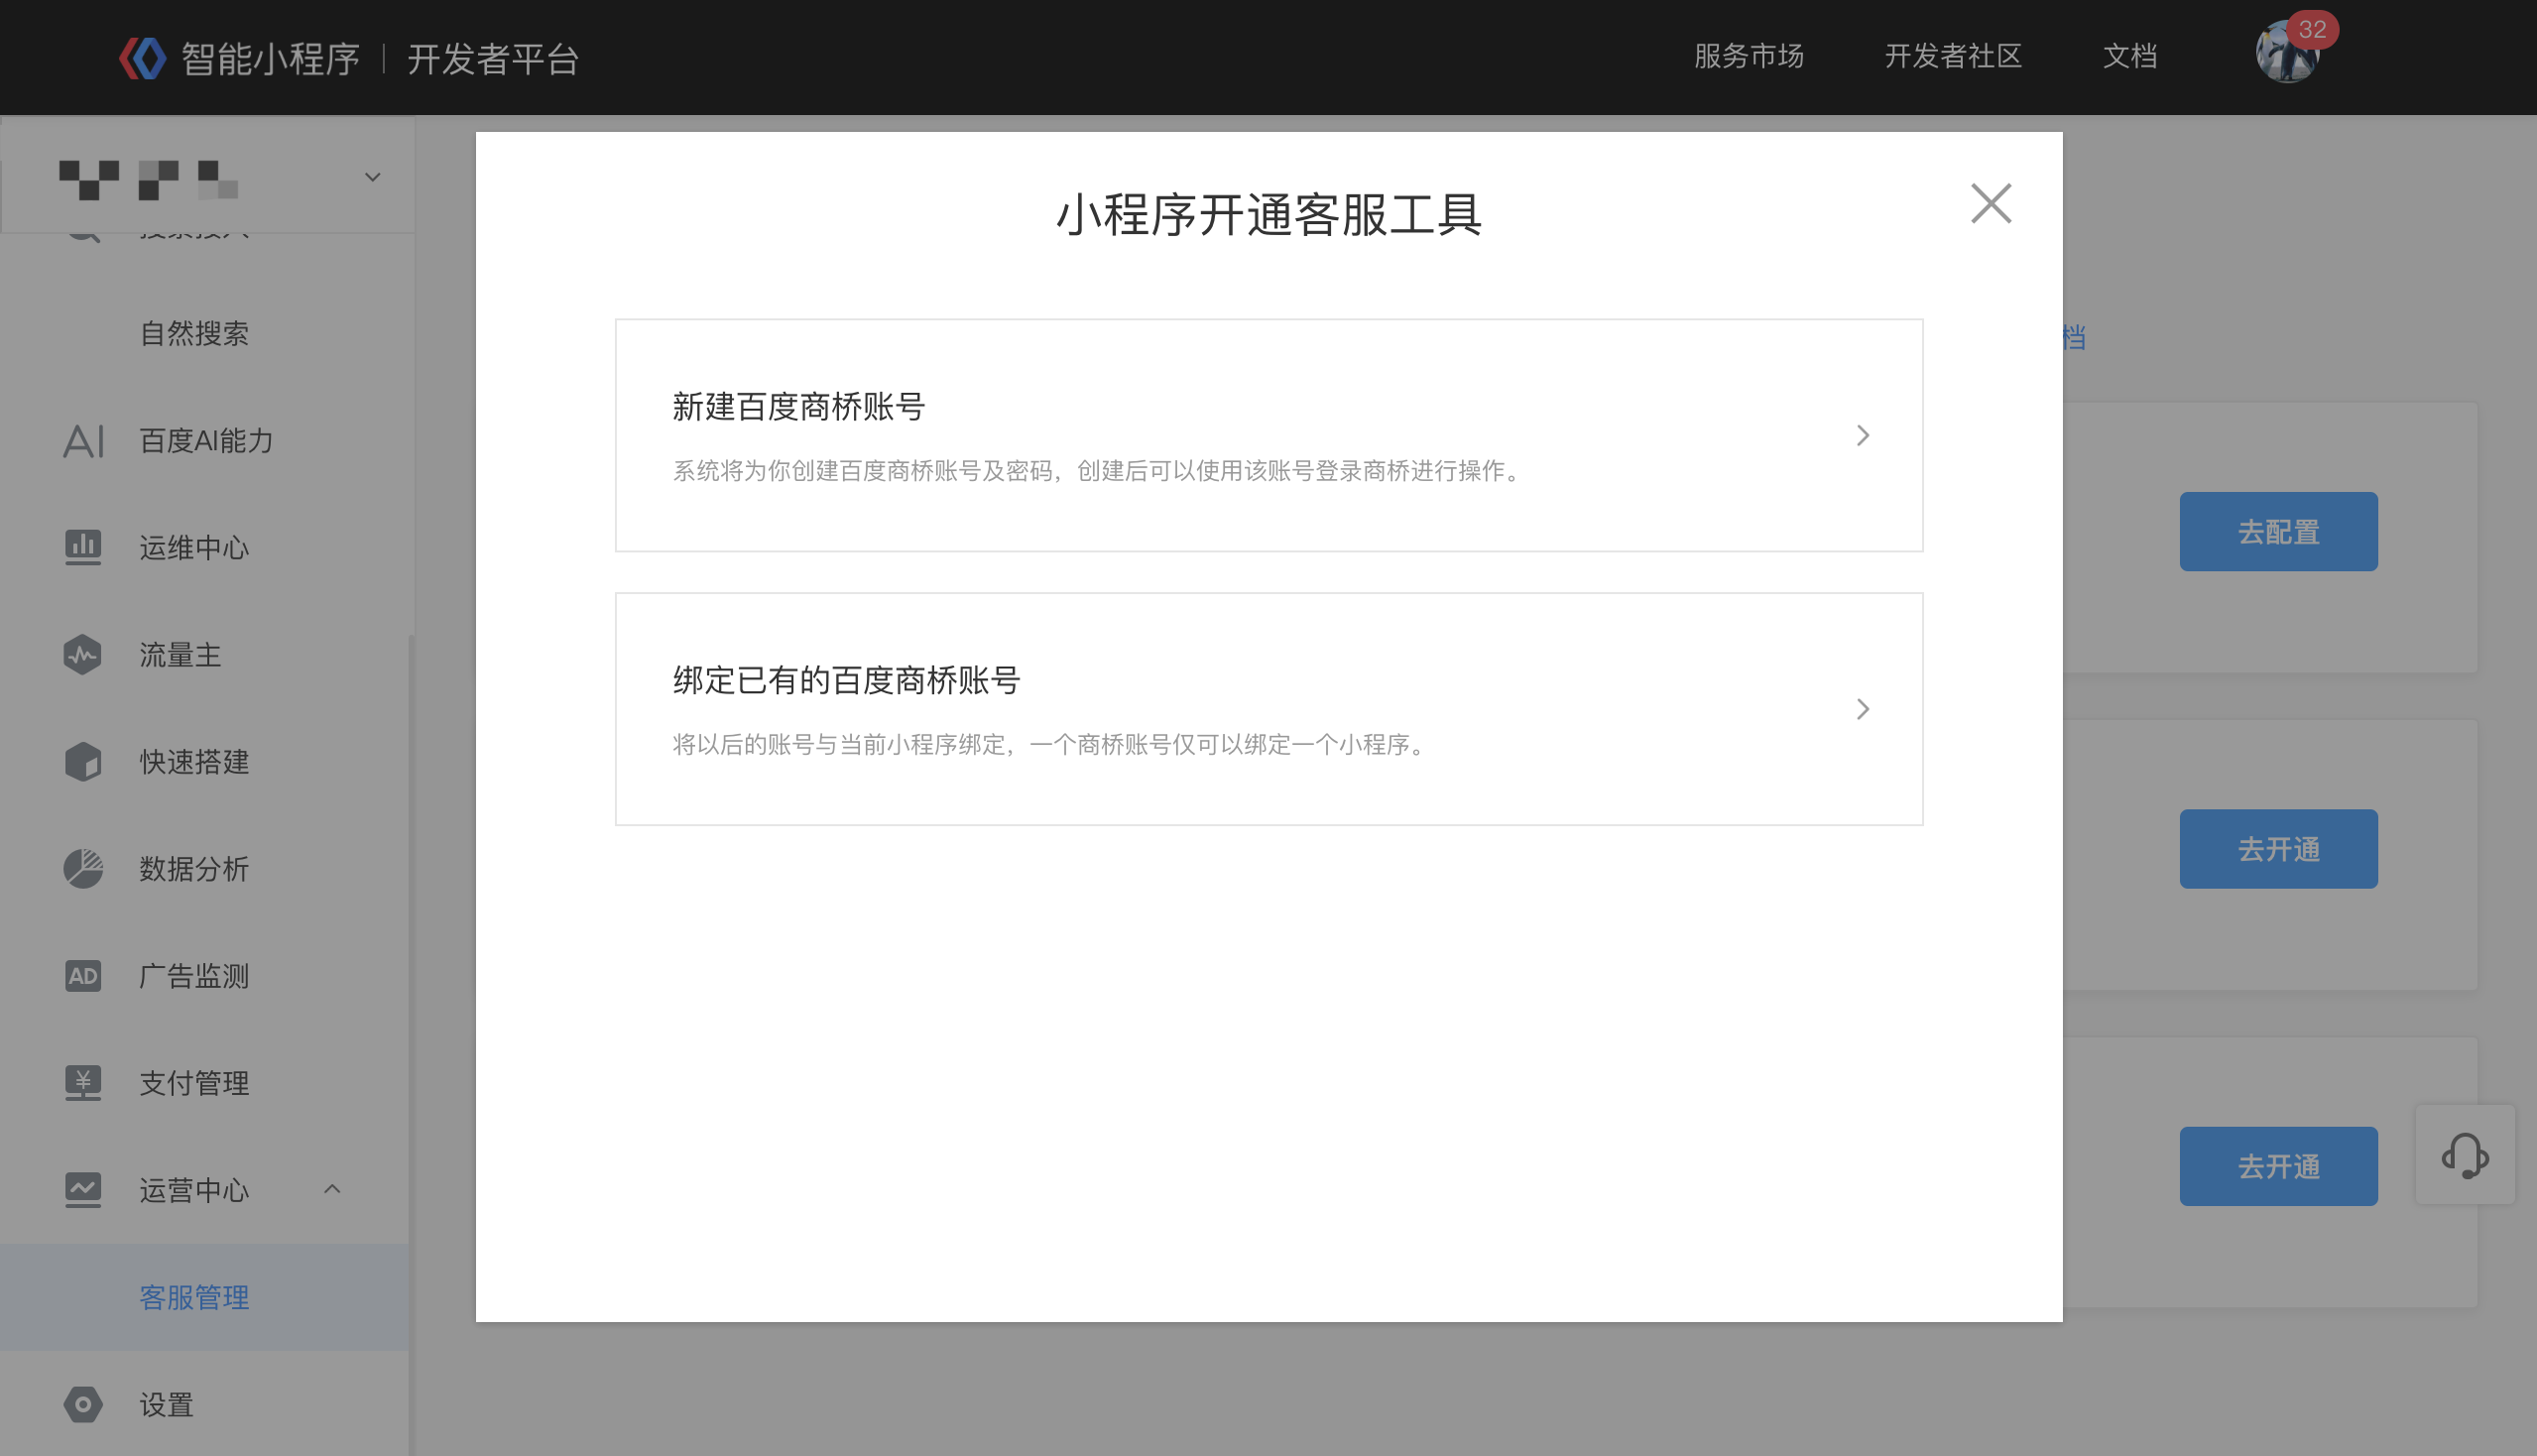 智能小程序 | 开发者平台
服务市场
开发者社区
文档
32
自然搜索
百度AI能力
运维中心
流量主
快速搭建
数据分析
AD 广告监测
支付管理
运营中心
客服管理
设置
小程序开通客服工具
新建百度商桥账号
系统将为你创建百度商桥账号及密码，创建后可以使用该账号登录商桥进行操作。
绑定已有的百度商桥账号
将以后的账号与当前小程序绑定，一个商桥账号仅可以绑定一个小程序。
档
去配置
去开通
去开通